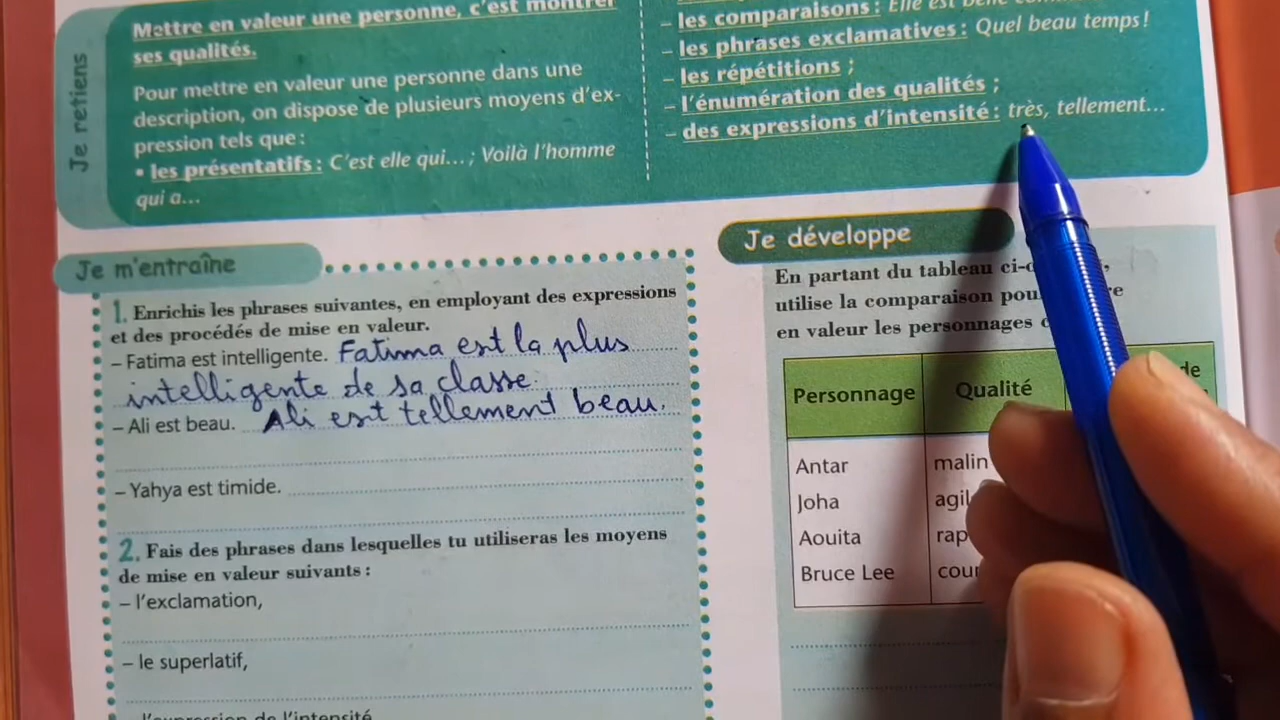 Je retiens
Mettre en valeur une personne, c'est montrer
ses qualités.
Pour mettre en valeur une personne dans une
description, on dispose de plusieurs moyens d'ex-
pression tels que :
• les présentatifs : C'est elle qui... ; Voilà l'homme
qui a...
– les comparaisons : Elle est belle
– les phrases exclamatives : Quel beau temps !
– les répétitions ;
– l'énumération des qualités ;
– des expressions d'intensité : très, tellement...
Je m'entraîne
1. Enrichis les phrases suivantes, en employant des expressions
et des procédés de mise en valeur.
– Fatima est intelligente. Fatima est la plus
intelligente de sa classe.
– Ali est beau. Ali est tellement beau.
– Yahya est timide.
2. Fais des phrases dans lesquelles tu utiliseras les moyens
de mise en valeur suivants :
– l'exclamation,
– le superlatif,
– l'expression de l'intensité
Je développe
En partant du tableau
utilise la comparaison
en valeur les personnages
Personnage Qualité de
Antar malin
Joha
Aouita
Bruce Lee